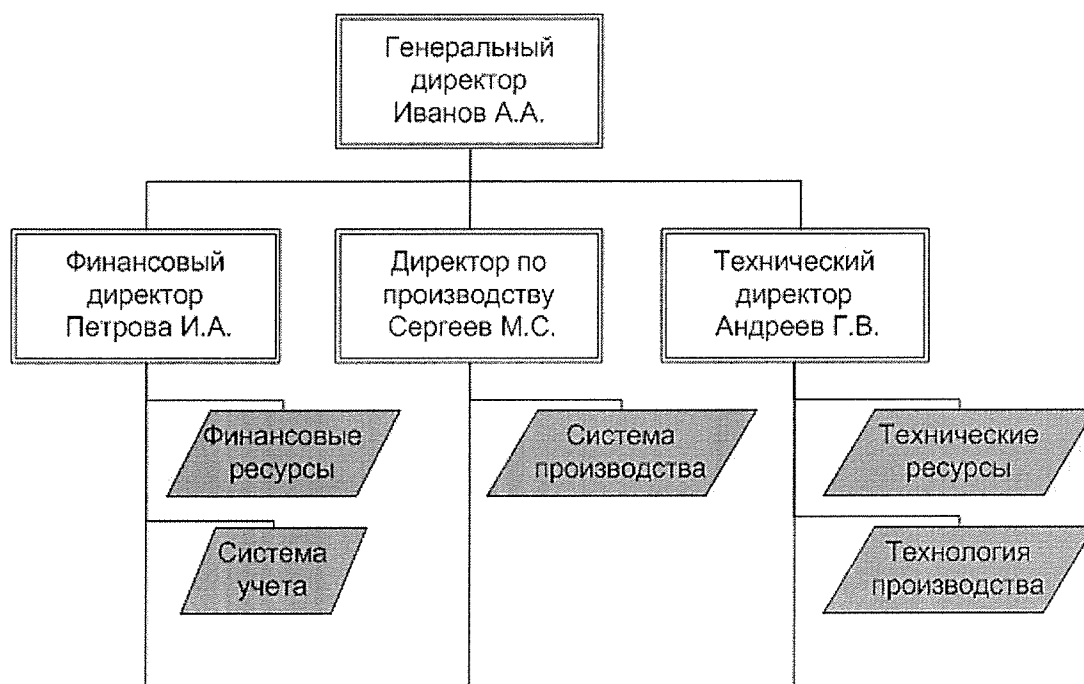 Генеральный
директор
Иванов А.А.
Финансовый
директор
Петрова И.А.
Директор по
производству
Сергеев М.С.
Технический
директор
Андреев Г.В.
Финансовые
ресурсы
Система
производства
Технические
ресурсы
Система
учета
Технология
производства